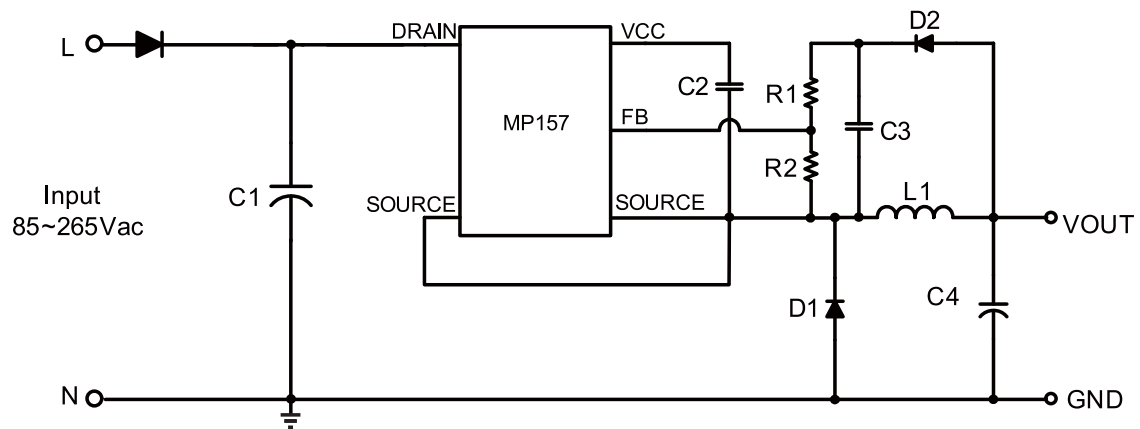 L
DRAIN
VCC
D2
C2
R1
MP157
FB
C3
R2
Input
85~265Vac
C1
SOURCE
SOURCE
L1
VOUT
D1
C4
N
GND